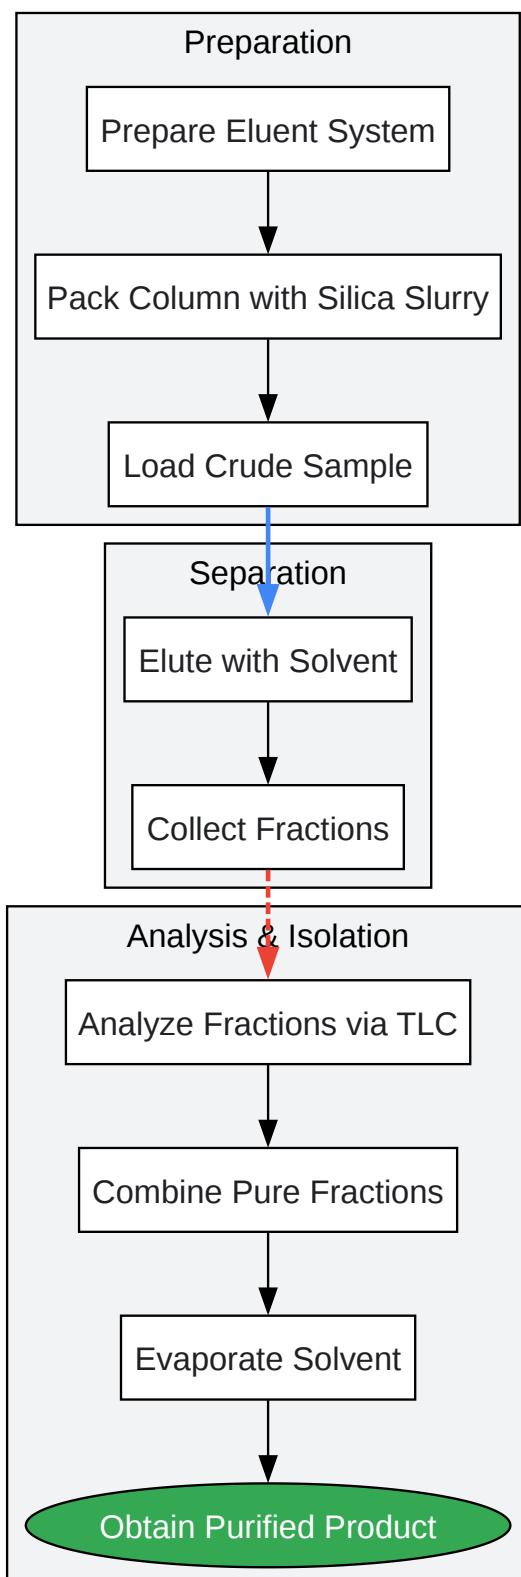 Preparation
Prepare Eluent System
Pack Column with Silica Slurry
Load Crude Sample
Separation
Elute with Solvent
Collect Fractions
Analysis & Isolation
Analyze Fractions via TLC
Combine Pure Fractions
Evaporate Solvent
Obtain Purified Product